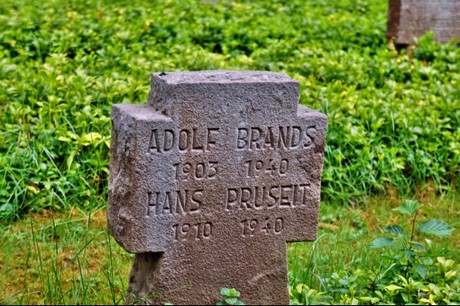 ADOLF BRANDS
1903 1940
HANS PRUSEIT
1910 1940